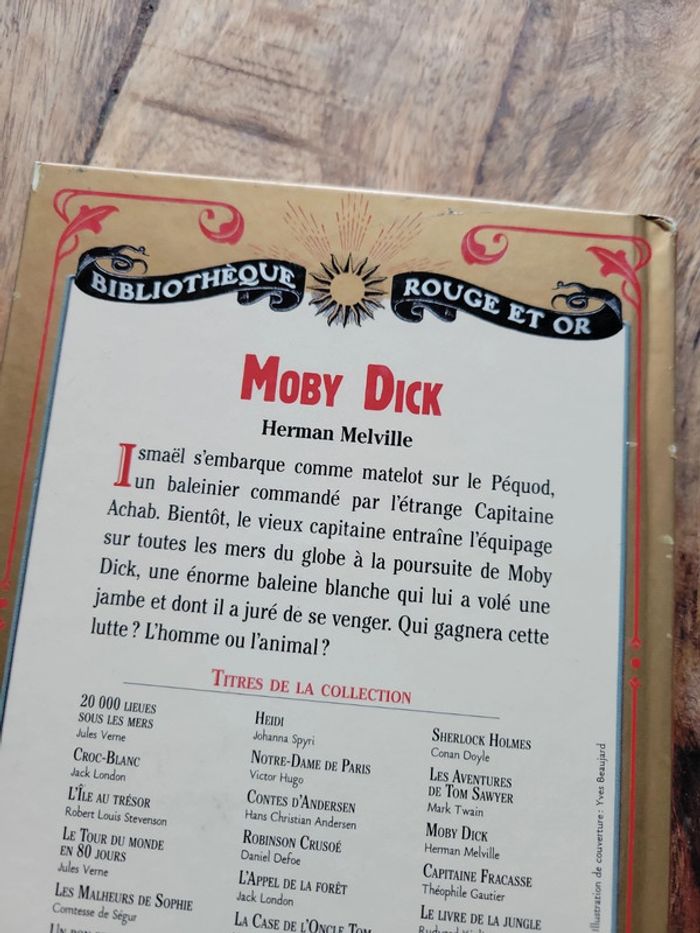 BIBLIOTHÈQUE ROUGE ET OR
MOBY DICK
Herman Melville
Ismaël s'embarque comme matelot sur le Péquod,
un baleinier commandé par l'étrange Capitaine
Achab. Bientôt, le vieux capitaine entraîne l'équipage
sur toutes les mers du globe à la poursuite de Moby
Dick, une énorme baleine blanche qui lui a volé une
jambe et dont il a juré de se venger. Qui gagnera cette
lutte ? L'homme ou l'animal ?
TITRES DE LA COLLECTION
20 000 LIEUES
SOUS LES MERS
Jules Verne
CROC-BLANC
Jack London
L'ÎLE AU TRÉSOR
Robert Louis Stevenson
LE TOUR DU MONDE
EN 80 JOURS
Jules Verne
LES MALHEURS DE SOPHIE
Comtesse de Ségur
HEIDI
Johanna Spyri
NOTRE-DAME DE PARIS
Victor Hugo
CONTES D'ANDERSEN
Hans Christian Andersen
ROBINSON CRUSOÉ
Daniel Defoe
L'APPEL DE LA FORÊT
Jack London
LA CASE DE L'ONCLE TOM
SHERLOCK HOLMES
Conan Doyle
LES AVENTURES
DE TOM SAWYER
Mark Twain
MOBY DICK
Herman Melville
CAPITAINE FRACASSE
Théophile Gautier
LE LIVRE DE LA JUNGLE
Illustration de couverture : Yves Beaujard